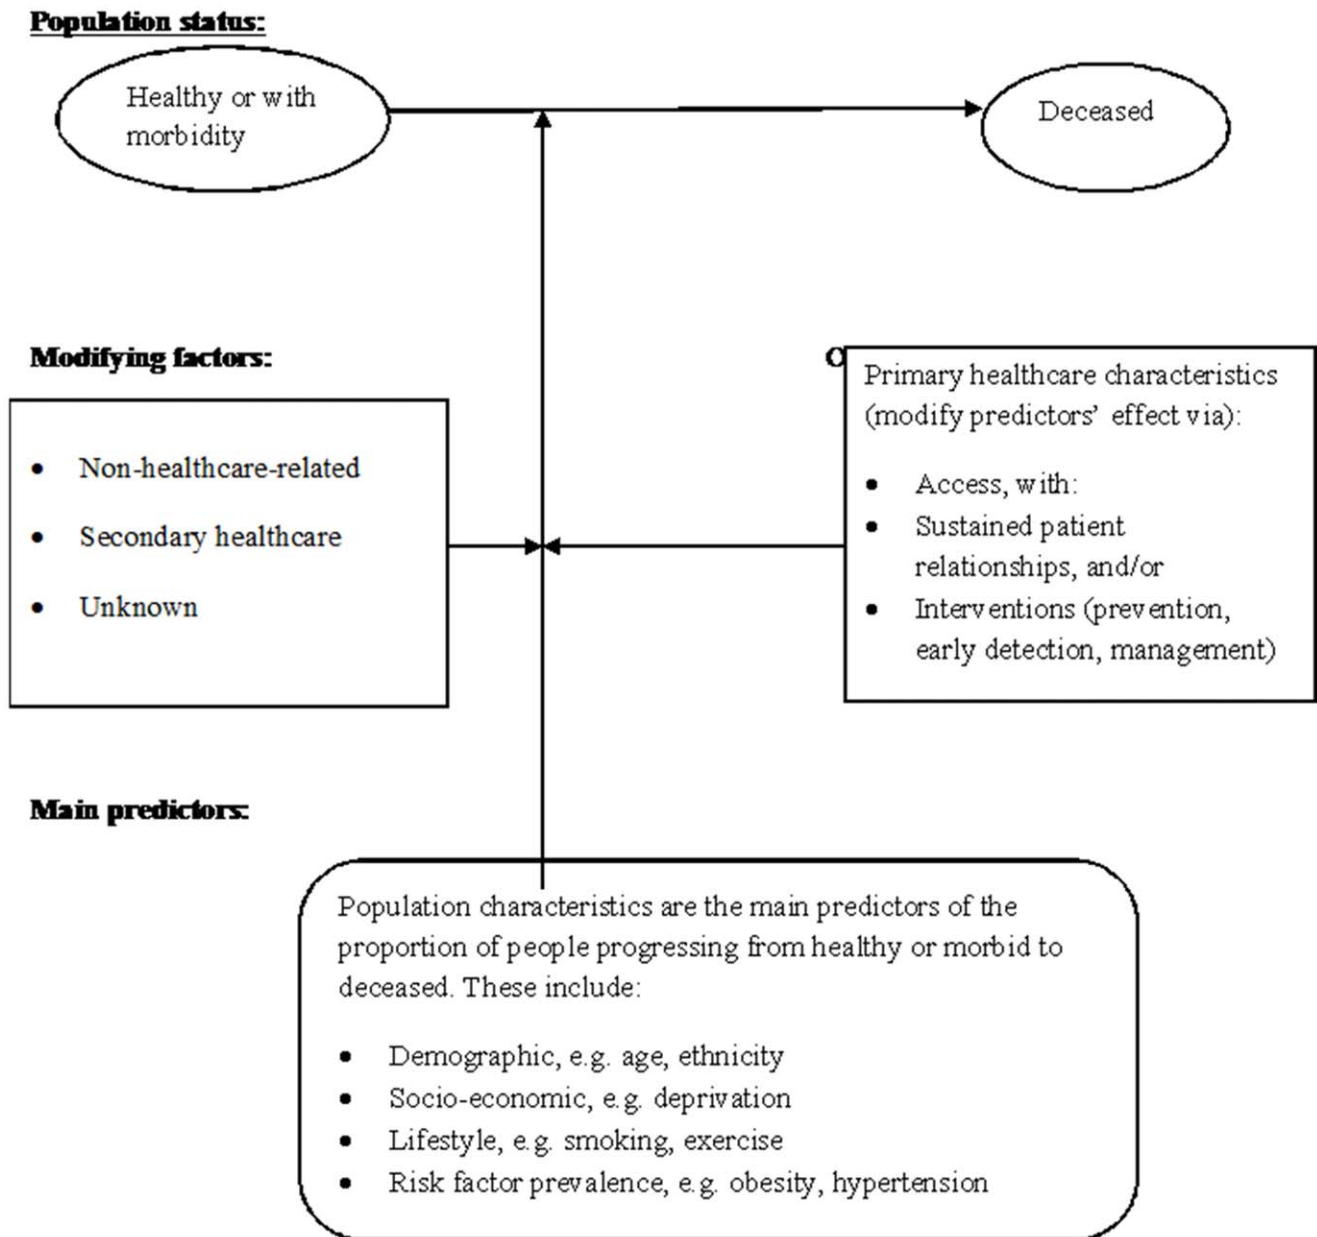 Population status:
Healthy or with
morbidity
Deceased
Modifying factors:
Non-healthcare-related
Secondary healthcare
Unknown
O
Primary healthcare characteristics
(modify predictors’ effect via):
Access, with:
Sustained patient
relationships, and/or
Interventions (prevention,
early detection, management)
Main predictors:
Population characteristics are the main predictors of the
proportion of people progressing from healthy or morbid to
deceased. These include:
Demographic, e.g. age, ethnicity
Socio-economic, e.g. deprivation
Lifestyle, e.g. smoking, exercise
Risk factor prevalence, e.g. obesity, hypertension